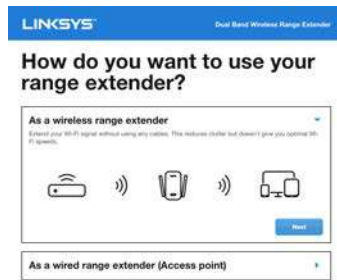 LINKSYS
Dual Band Wireless Range Extender
How do you want to use your
range extender?
As a wireless range extender
Extend your Wi-Fi signal without using any cables. This reduces clutter but doesn't give you optimal Wi-
Fi speeds.
Next
As a wired range extender (Access point)